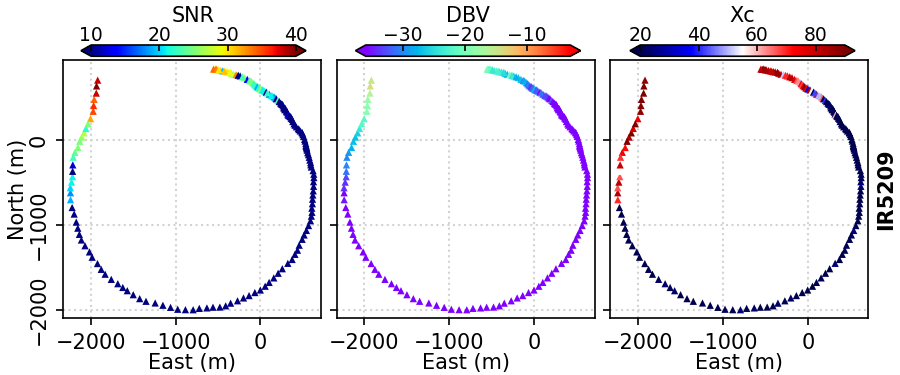 SNR DBV Xc
10 20 30 40 −30 −20 −10 20 40 60 80
North (m)
0
−1000
−2000
−2000 −1000 0 −2000 −1000 0 −2000 −1000 0
East (m) East (m) East (m)
IR5209